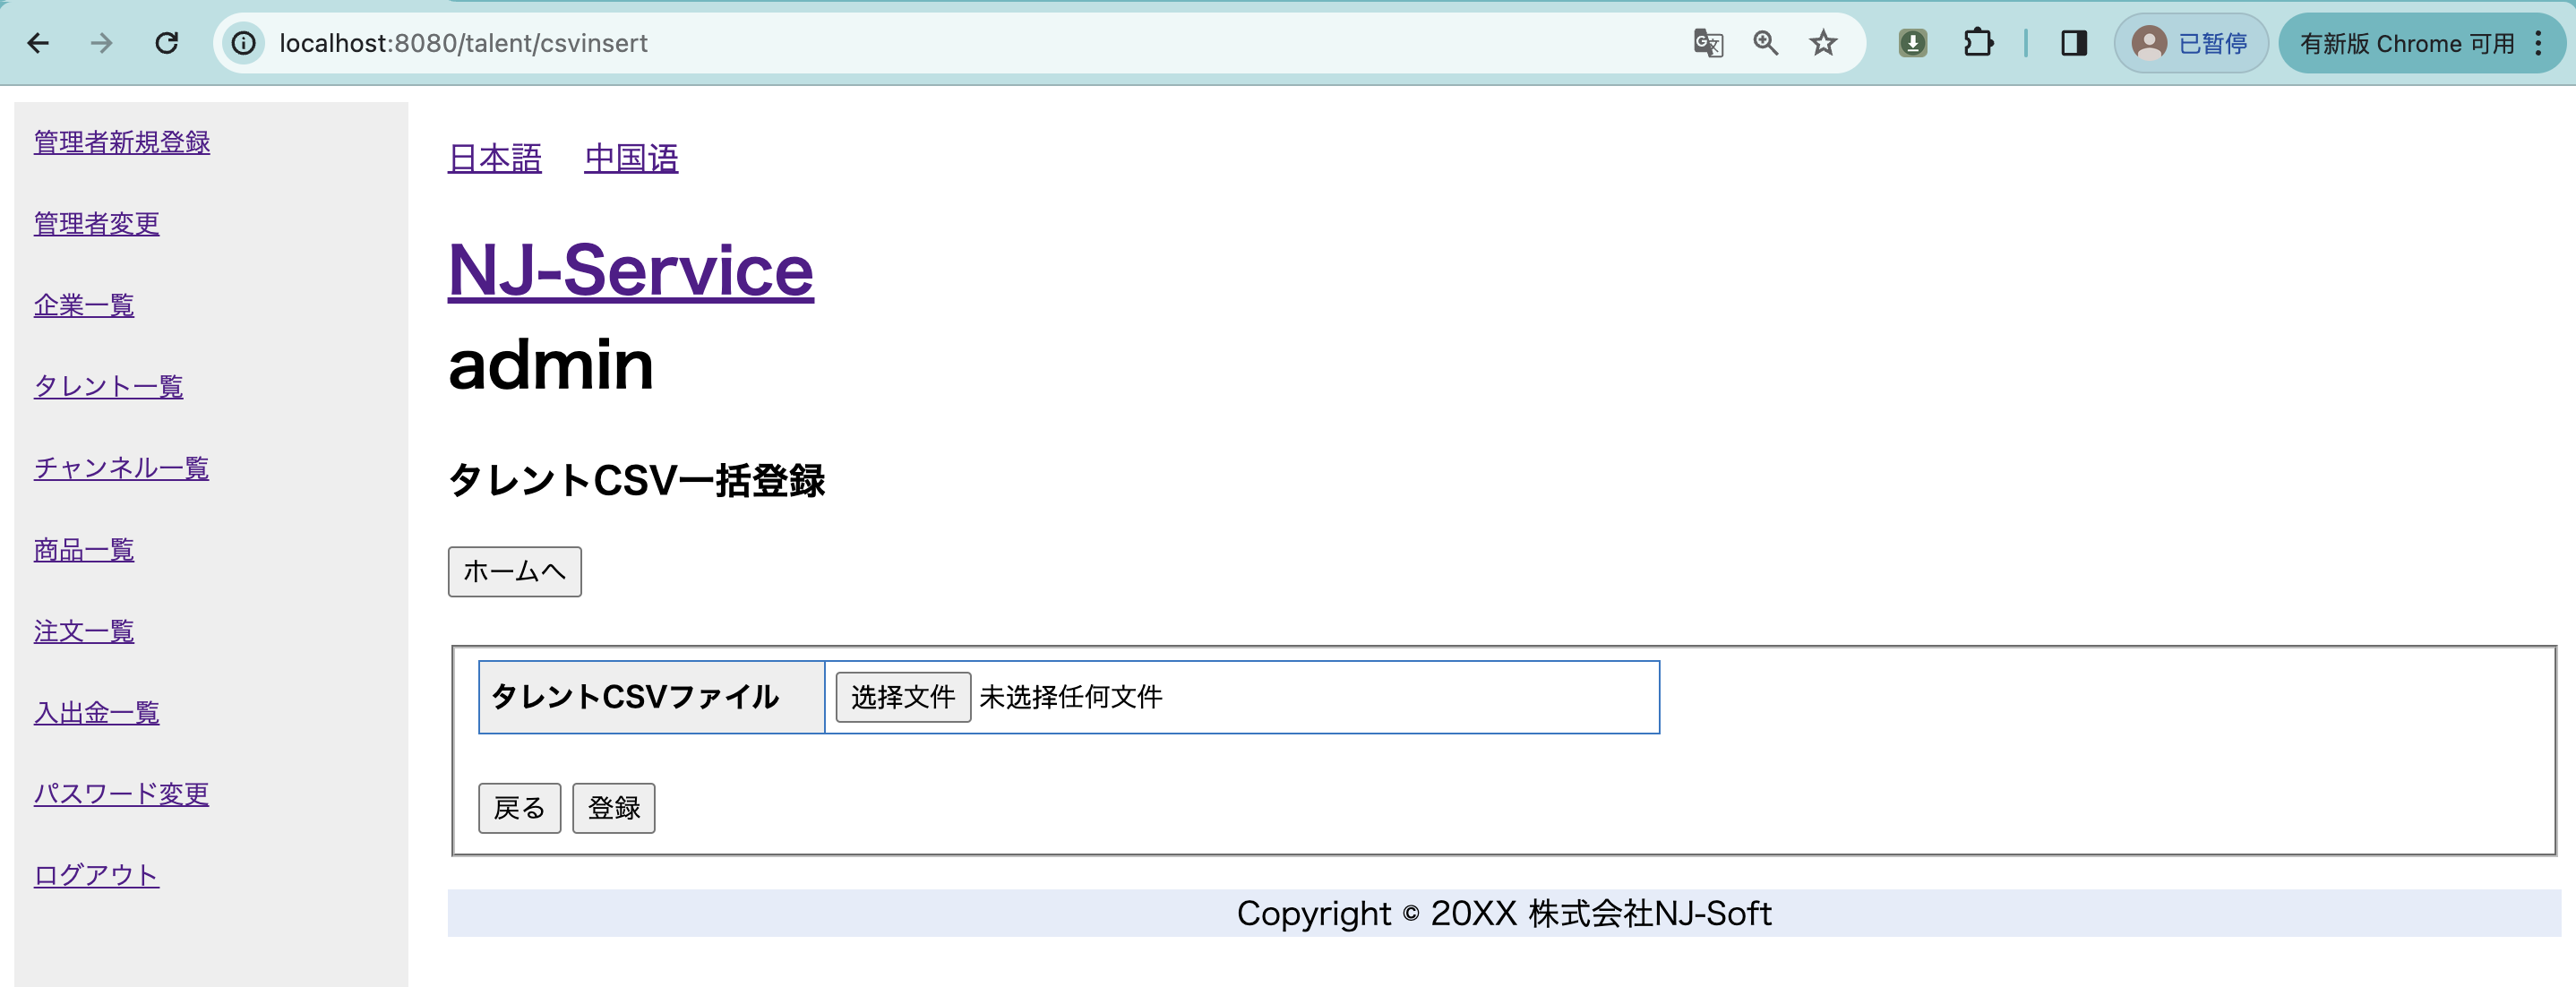 localhost:8080/talent/csvinsert
已暂停
有新版 Chrome 可用
管理者新規登録
管理者変更
企業一覧
タレント一覧
チャンネル一覧
商品一覧
注文一覧
入出金一覧
パスワード変更
ログアウト
日本語 中国语
NJ-Service
admin
タレントCSV一括登録
ホームへ
タレントCSVファイル 选择文件 未选择任何文件
戻る 登録
Copyright © 20XX 株式会社NJ-Soft